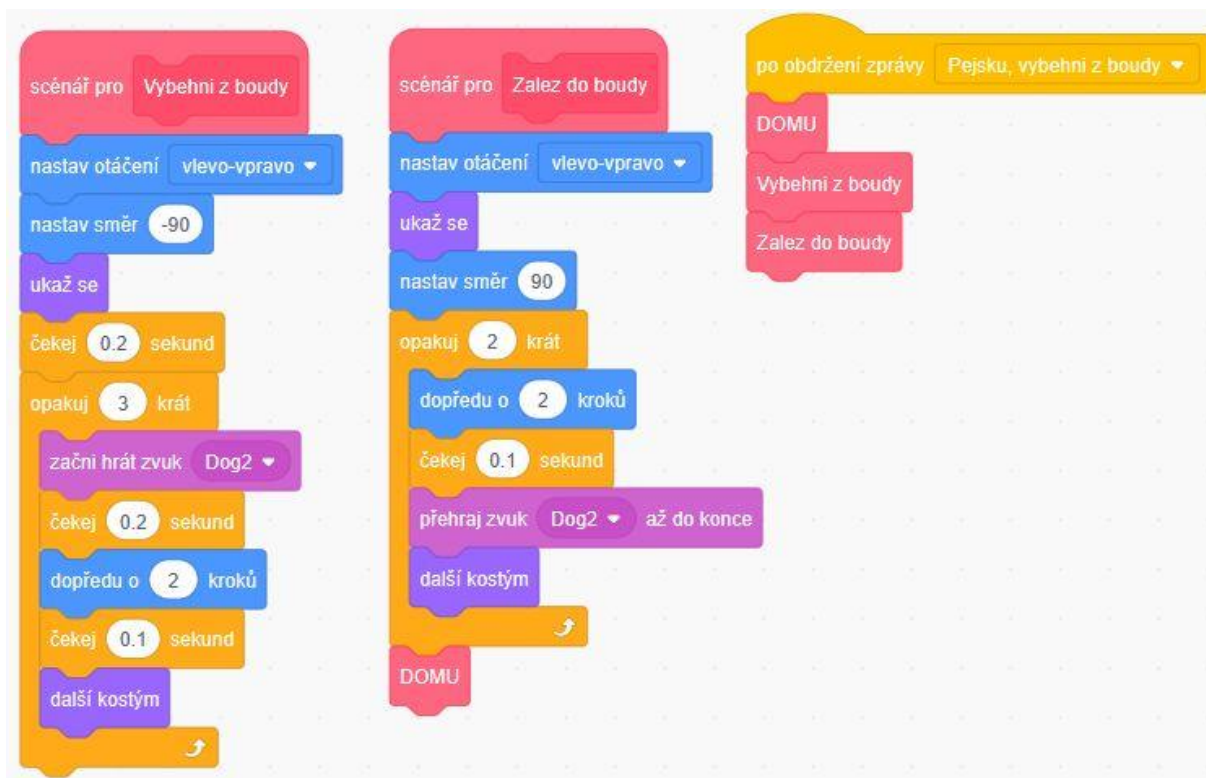 scénář pro Vybehni z boudy
nastav otáčení vlevo-vpravo
nastav směr -90
ukaž se
čekej 0.2 sekund
opakuj 3 krát
začni hrát zvuk Dog2
čekej 0.2 sekund
dopředu o 2 kroků
čekej 0.1 sekund
další kostým
scénář pro Zalez do boudy
nastav otáčení vlevo-vpravo
ukaž se
nastav směr 90
opakuj 2 krát
dopředu o 2 kroků
čekej 0.1 sekund
přehraj zvuk Dog2 až do konce
další kostým
DOMU
po obdržení zprávy Pejsku, vybehni z boudy
DOMU
Vybehni z boudy
Zalez do boudy